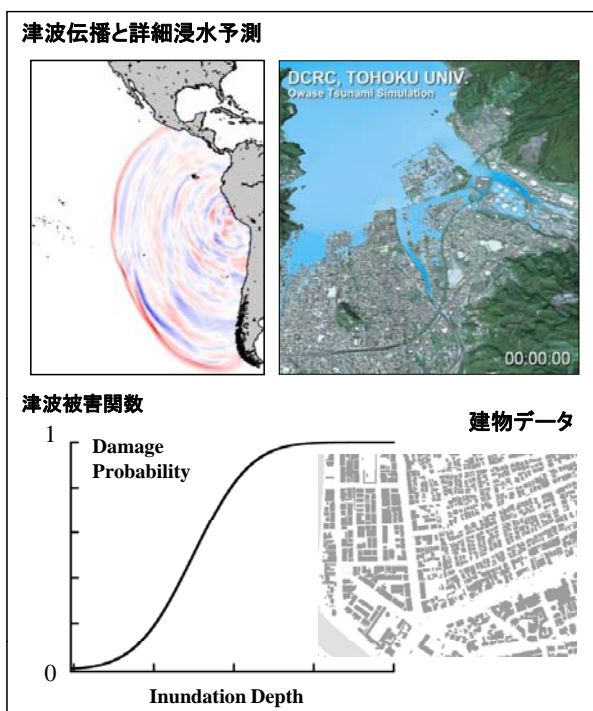 津波伝播と詳細浸水予測
DCRC, TOHOKU UNIV.
Owase Tsunami Simulation
00:00:00
津波被害関数
建物データ
1
Damage
Probability
0
Inundation Depth